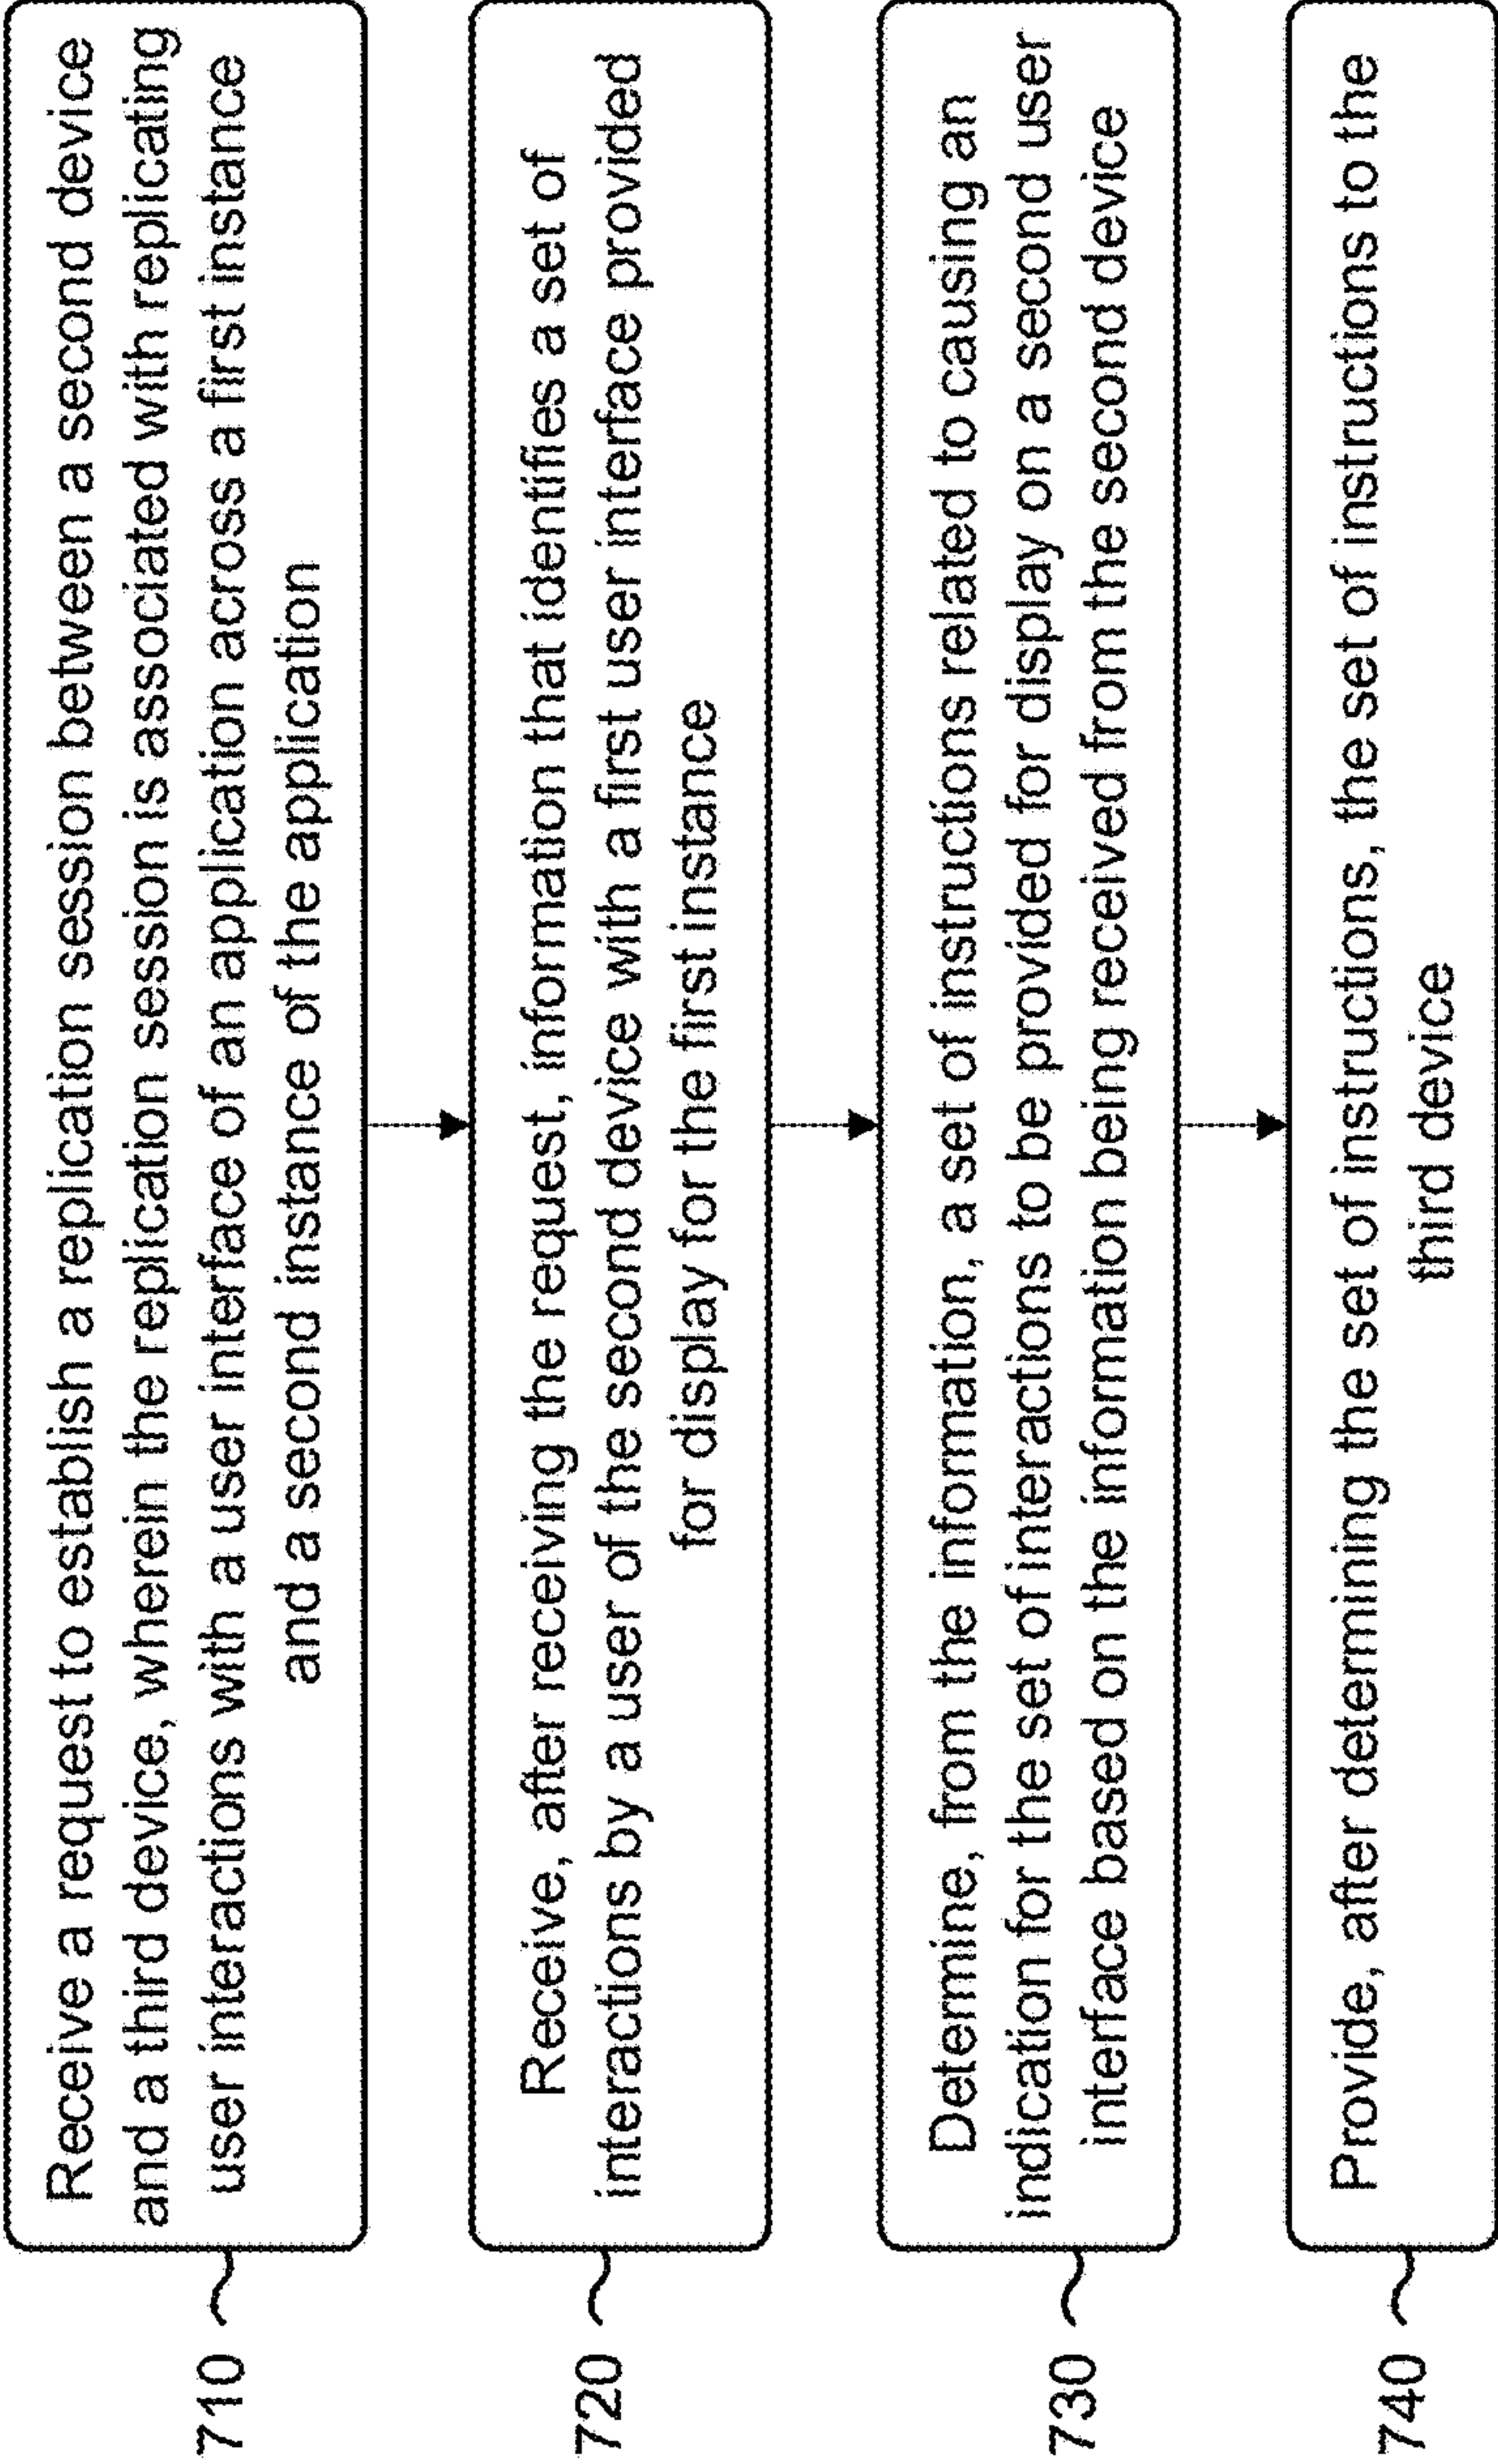 710
Receive a request to establish a replication session between a second device
and a third device, wherein the replication session is associated with replicating
user interactions with a user interface of an application across a first instance
and a second instance of the application
720
Receive, after receiving the request, information that identifies a set of
interactions by a user of the second device with a first user interface provided
for display for the first instance
730
Determine, from the information, a set of instructions related to causing an
indication for the set of interactions to be provided for display on a second user
interface based on the information being received from the second device
740
Provide, after determining the set of instructions, the set of instructions to the
third device